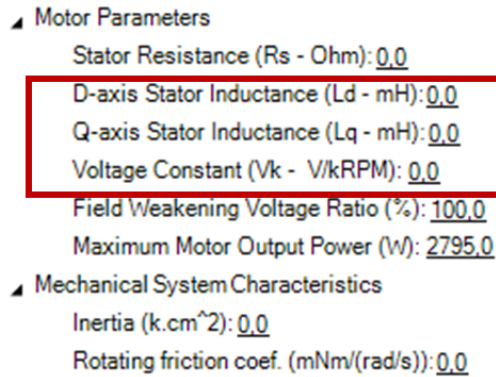 Motor Parameters
Stator Resistance (Rs - Ohm): 0,0
D-axis Stator Inductance (Ld - mH): 0,0
Q-axis Stator Inductance (Lq - mH): 0,0
Voltage Constant (Vk - V/kRPM): 0,0
Field Weakening Voltage Ratio (%): 100,0
Maximum Motor Output Power (W): 2795,0
Mechanical System Characteristics
Inertia (k.cm^2): 0,0
Rotating friction coef. (mNm/(rad/s)): 0,0